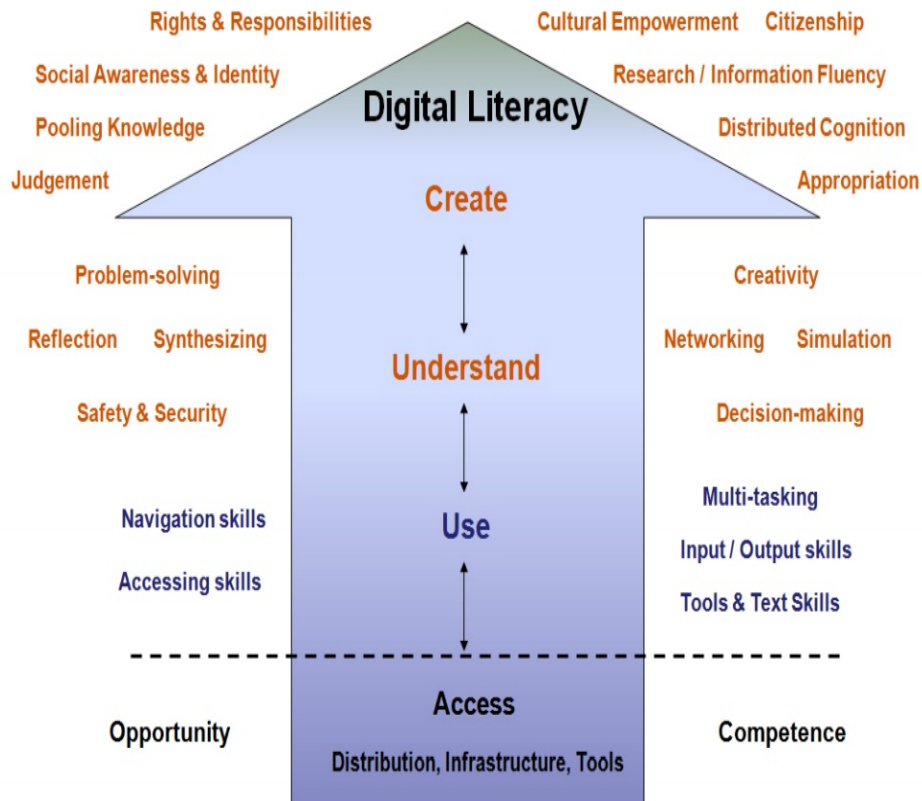 Rights & Responsibilities
Cultural Empowerment
Citizenship
Social Awareness & Identity
Research / Information Fluency
Digital Literacy
Pooling Knowledge
Distributed Cognition
Judgement
Appropriation
Create
Problem-solving
Creativity
Reflection
Synthesizing
Networking
Simulation
Understand
Safety & Security
Decision-making
Multi-tasking
Navigation skills
Use
Input / Output skills
Accessing skills
Tools & Text Skills
Access
Opportunity
Competence
Distribution, Infrastructure, Tools